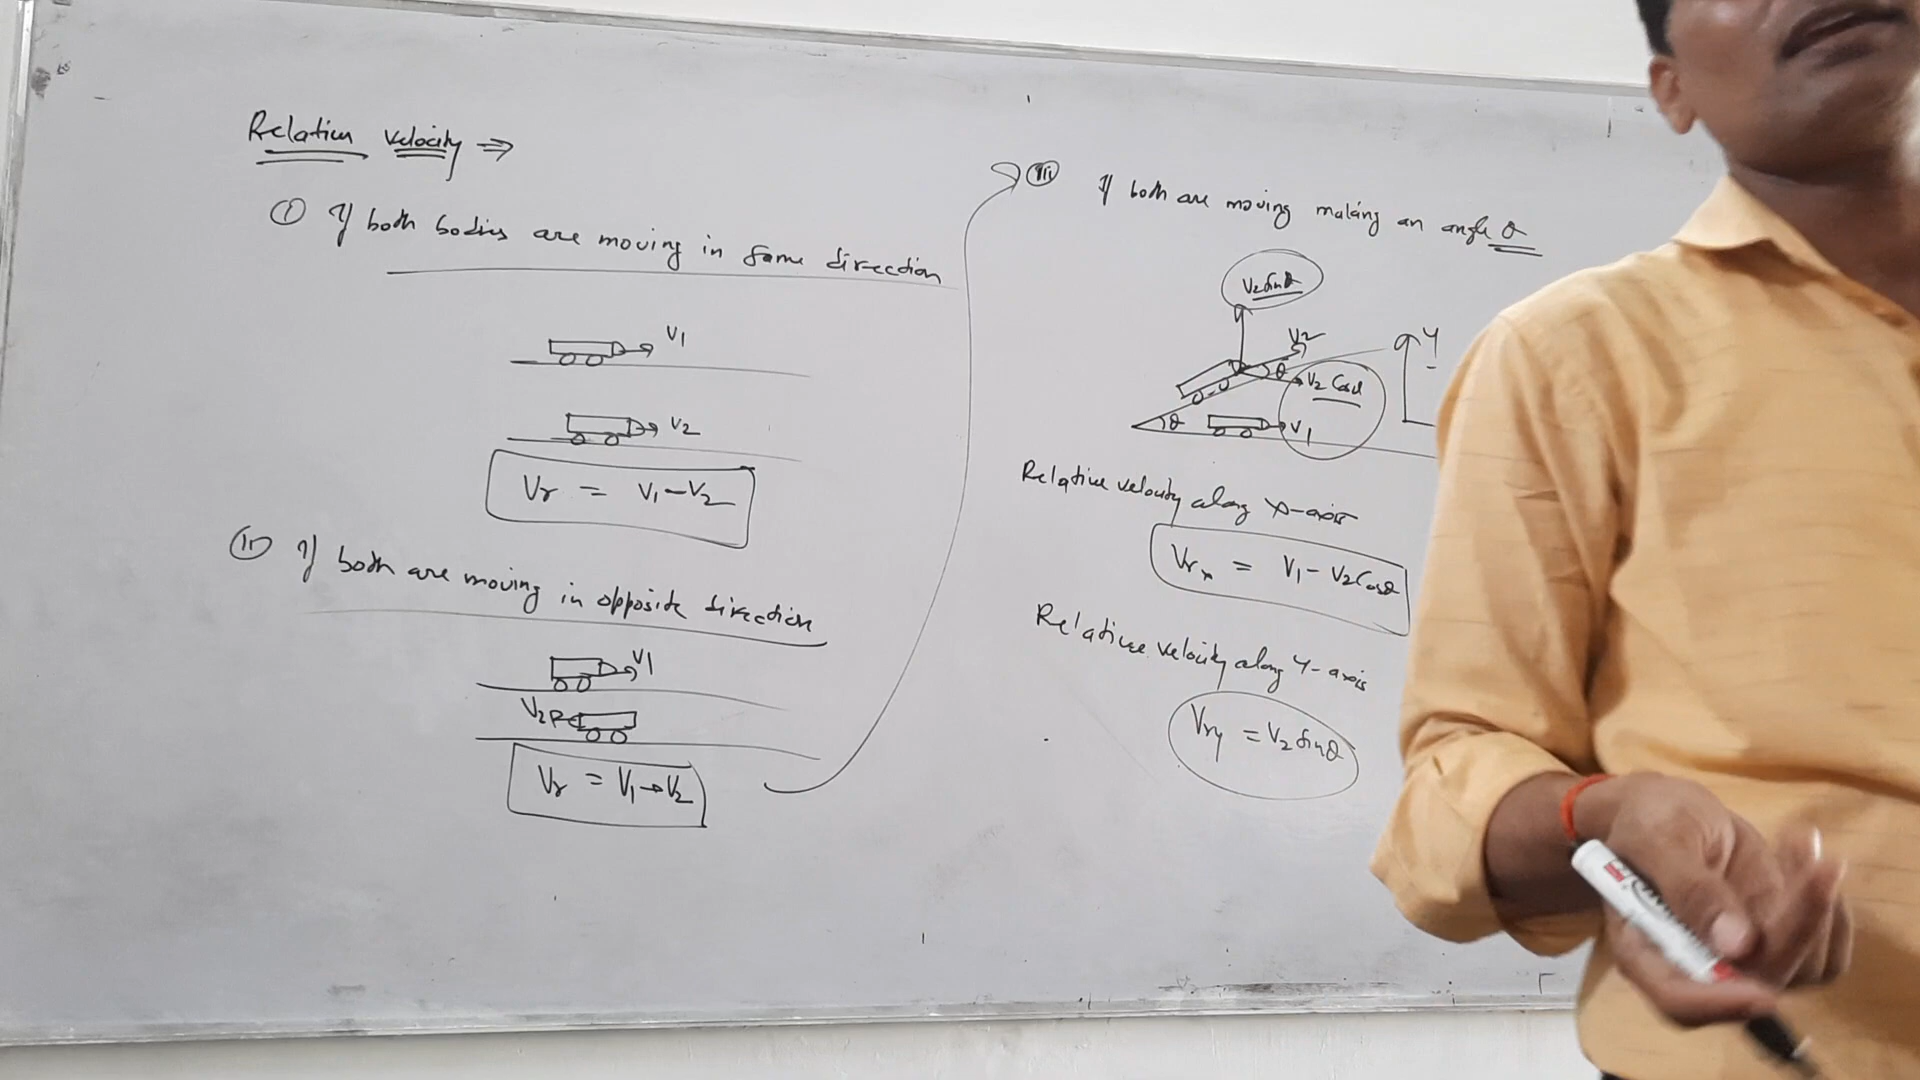 Relative velocity ⇒
(i) If both bodies are moving in same direction
V1
V2
Vr = V1 - V2
(ii) If both are moving in opposite direction
V1
V2
Vr = V1 → V2
(iii) If both are moving making an angle θ
V2 sinθ
V2
θ
V2 Cosθ
θ
V1
Y
Relative velocity along X-axis
Vrx = V1 - V2 Cosθ
Relative velocity along Y-axis
Vry = V2 sinθ